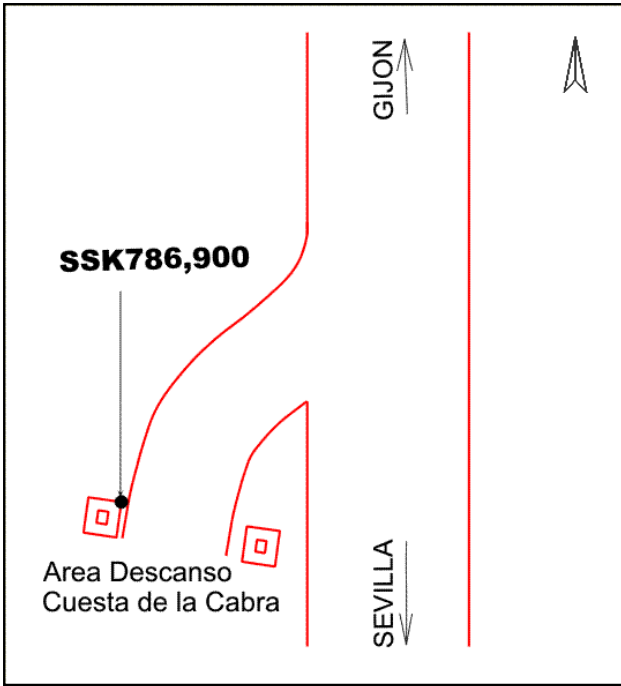 GIJON
SSK786,900
Area Descanso
Cuesta de la Cabra
SEVILLA